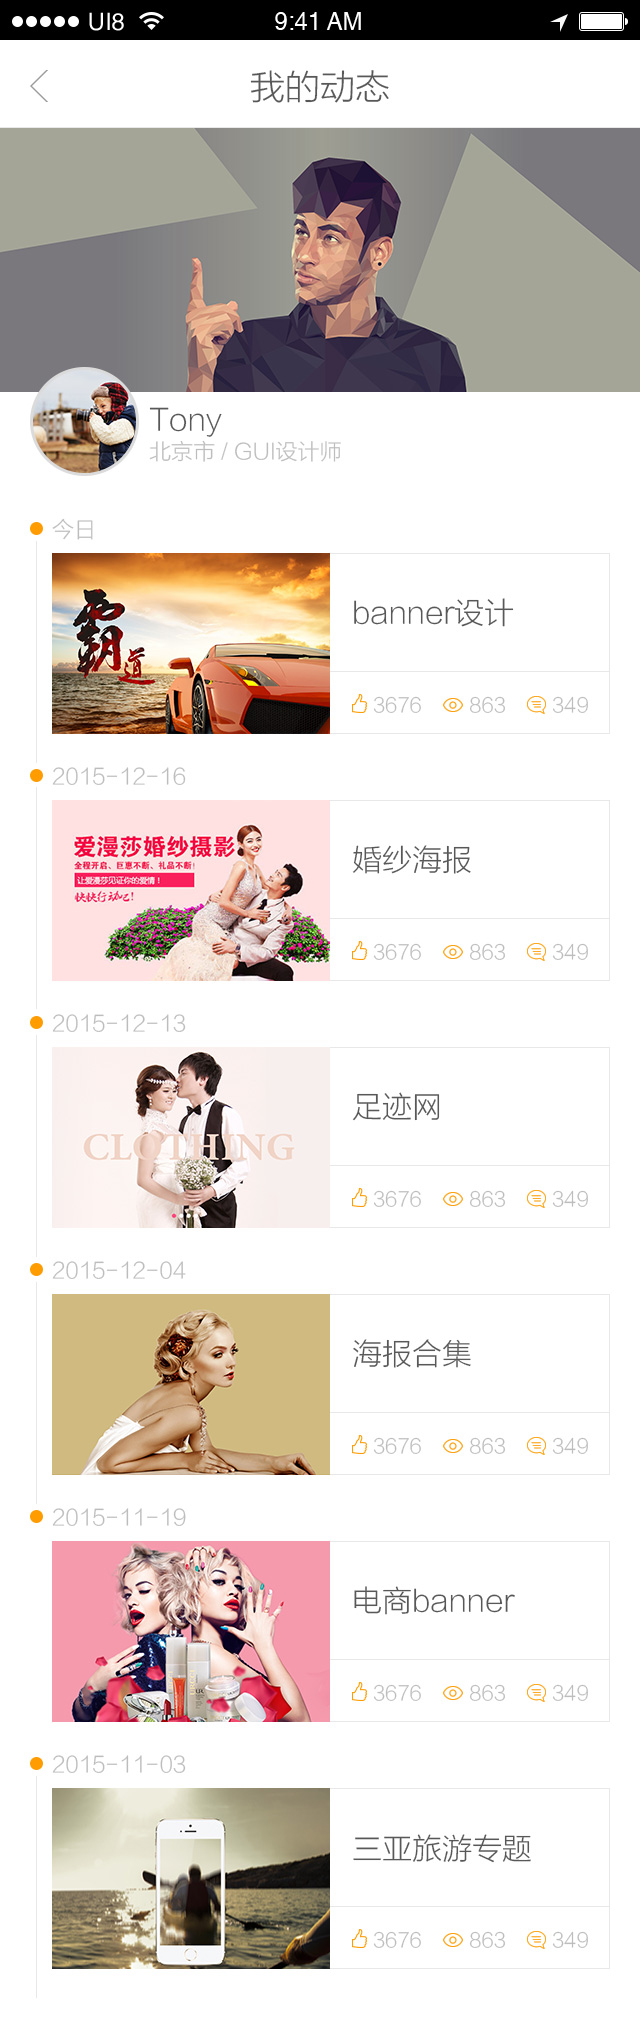 UI8 9:41 AM
我的动态
Tony
北京市 / GUI设计师
今日
霸道
banner设计
3676 863 349
2015-12-16
爱漫莎婚纱摄影
全程开启、巨惠不断、礼品不断!
让爱漫莎见证你的爱情!
快快行动吧!
婚纱海报
3676 863 349
2015-12-13
CLOTHING
足迹网
3676 863 349
2015-12-04
海报合集
3676 863 349
2015-11-19
电商banner
3676 863 349
2015-11-03
三亚旅游专题
3676 863 349